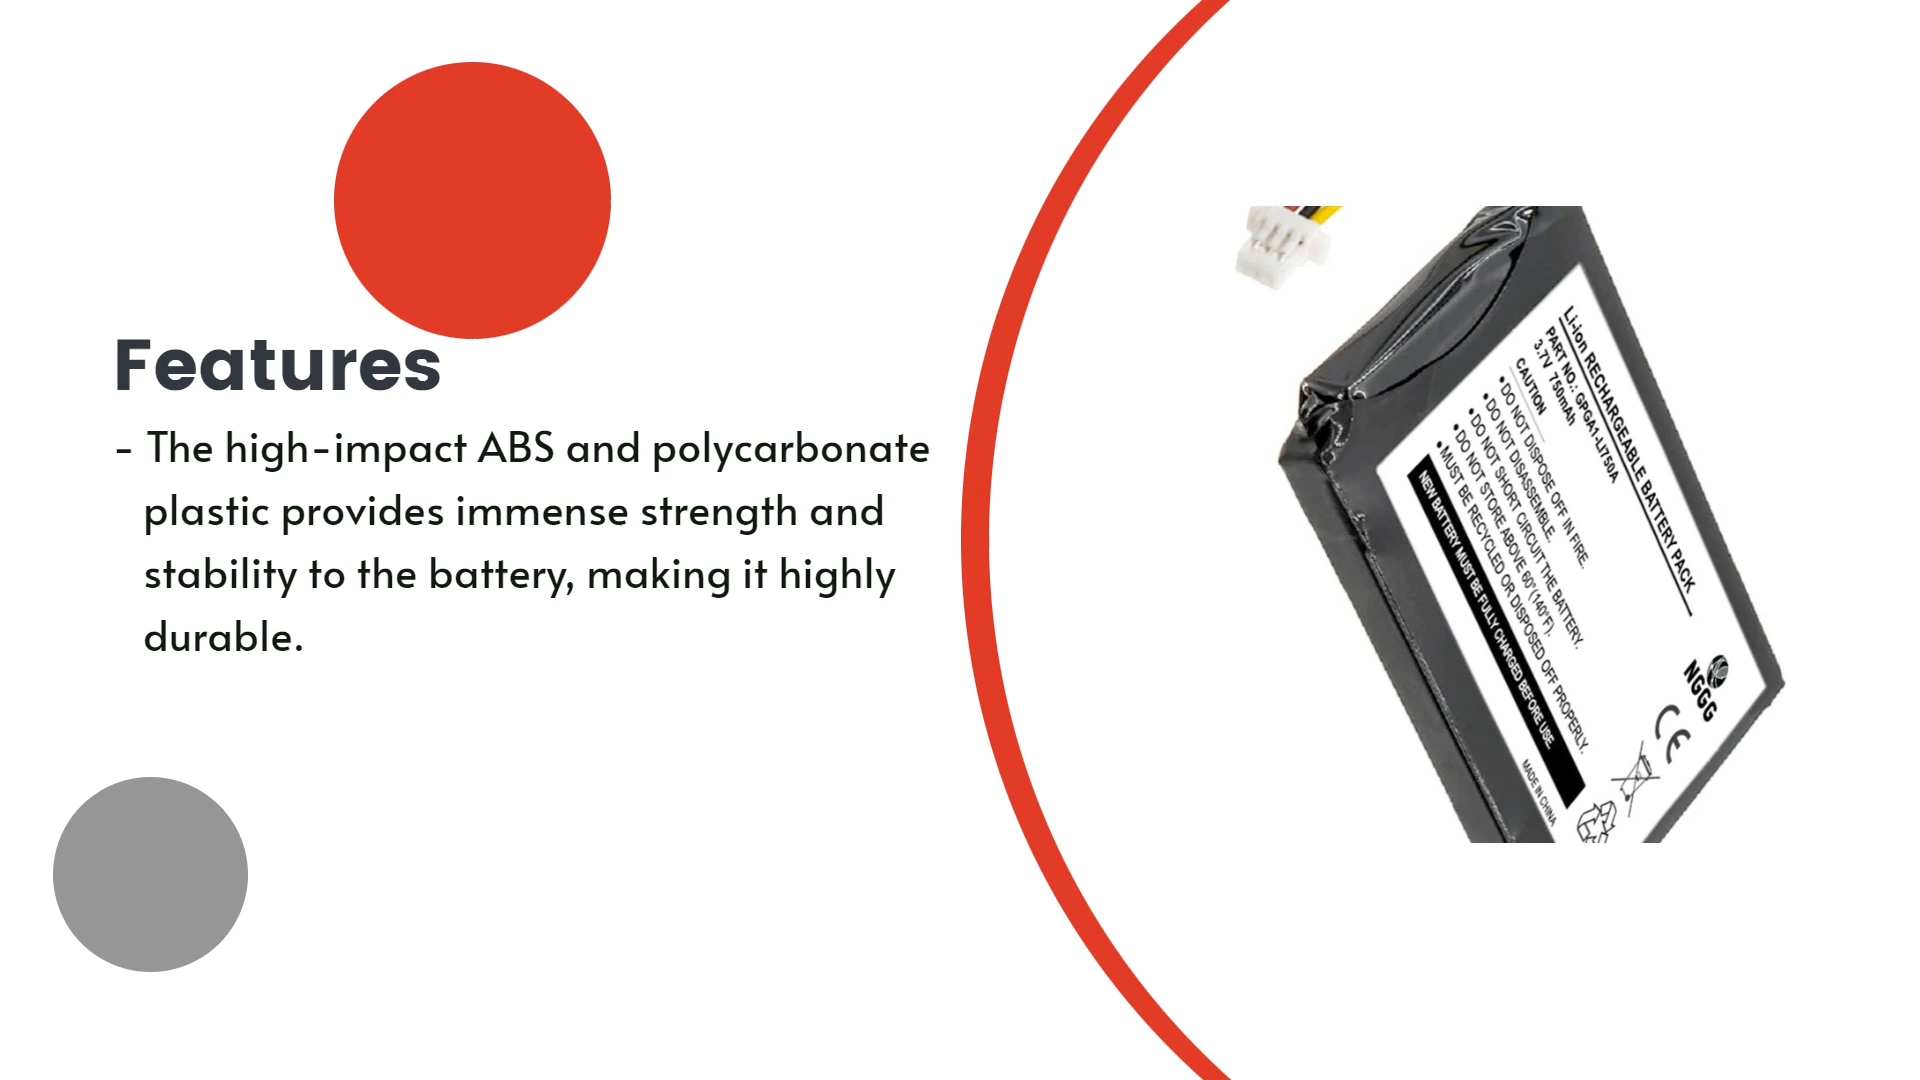 Features
- The high-impact ABS and polycarbonate
plastic provides immense strength and
stability to the battery, making it highly
durable.
Li-ion RECHARGEABLE BATTERY PACK
PART NO.: GPGA1-LI750A
3.7V 750mAh
CAUTION
•DO NOT DISPOSE OFF IN FIRE.
•DO NOT DISASSEMBLE.
•DO NOT SHORT CIRCUIT THE BATTERY.
•DO NOT STORE ABOVE 60°(140°F).
•MUST BE RECYCLED OR DISPOSED OFF PROPERLY.
NEW BATTERY MUST BE FULLY CHARGED BEFORE USE.
MADE IN CHINA
NGGG
CE